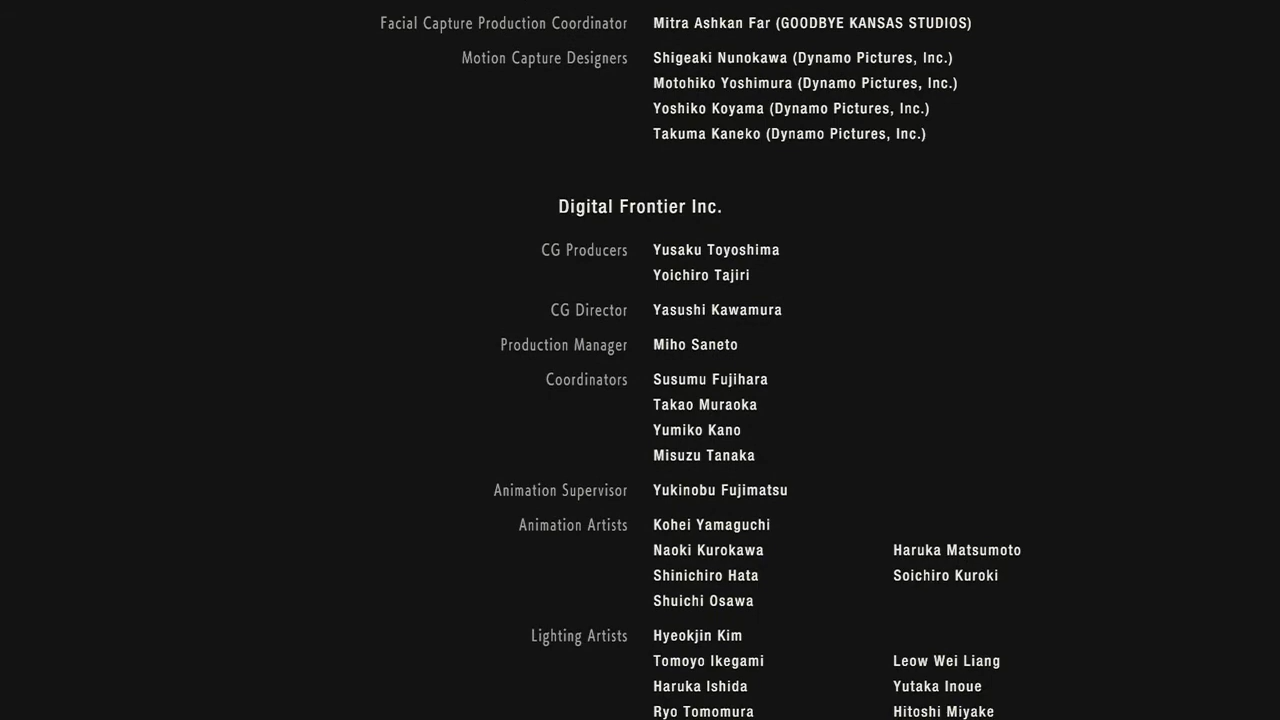 Facial Capture Production Coordinator Mitra Ashkan Far (GOODBYE KANSAS STUDIOS)
Motion Capture Designers Shigeaki Nunokawa (Dynamo Pictures, Inc.)
Motohiko Yoshimura (Dynamo Pictures, Inc.)
Yoshiko Koyama (Dynamo Pictures, Inc.)
Takuma Kaneko (Dynamo Pictures, Inc.)
Digital Frontier Inc.
CG Producers Yusaku Toyoshima
Yoichiro Tajiri
CG Director Yasushi Kawamura
Production Manager Miho Saneto
Coordinators Susumu Fujihara
Takao Muraoka
Yumiko Kano
Misuzu Tanaka
Animation Supervisor Yukinobu Fujimatsu
Animation Artists Kohei Yamaguchi
Naoki Kurokawa Haruka Matsumoto
Shinichiro Hata Soichiro Kuroki
Shuichi Osawa
Lighting Artists Hyeokjin Kim
Tomoyo Ikegami Leow Wei Liang
Haruka Ishida Yutaka Inoue
Ryo Tomomura Hitoshi Miyake